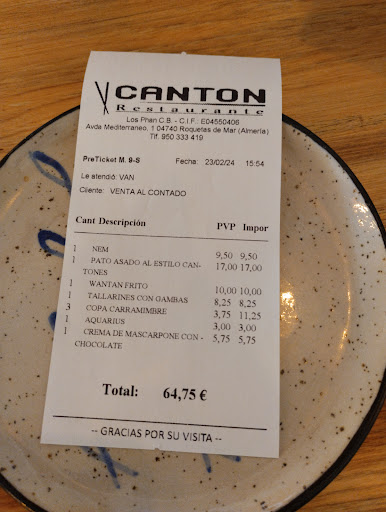 CANTON
Restaurante
Los Phan C.B. - C.I.F.: E04550406
Avda Mediterraneo, 1 04740 Roquetas de Mar (Almería)
Tlf. 950 333 419
PreTicket M. 9-S Fecha: 23/02/24 15:54
Le atendió: VAN
Cliente: VENTA AL CONTADO
Cant Descripción PVP Impor
1 NEM 9,50 9,50
1 PATO ASADO AL ESTILO CAN- 17,00 17,00
TONES
1 WANTAN FRITO 10,00 10,00
1 TALLARINES CON GAMBAS 8,25 8,25
3 COPA CARRAMIMBRE 3,75 11,25
1 AQUARIUS 3,00 3,00
1 CREMA DE MASCARPONE CON - 5,75 5,75
CHOCOLATE
Total: 64,75 €
-- GRACIAS POR SU VISITA --